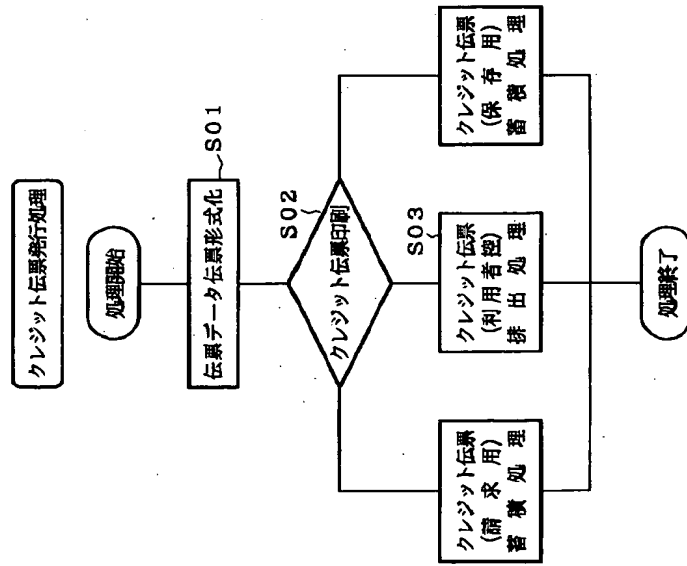 クレジット伝票発行処理
処理開始
伝票データ伝票形式化
S01
クレジット伝票印刷
S02
クレジット伝票
(請求用)
蓄積処理
クレジット伝票
(利用者控)
排出処理
S03
クレジット伝票
(保存用)
蓄積処理
処理終了